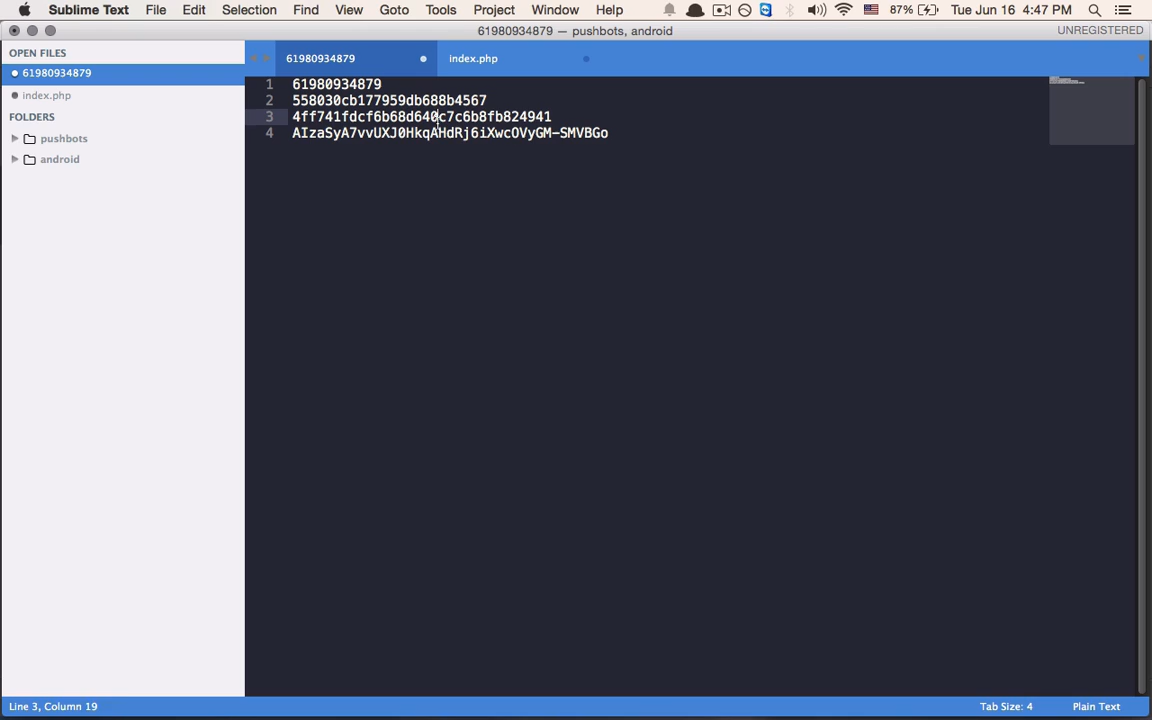 Sublime Text File Edit Selection Find View Goto Tools Project Window Help 87% Tue Jun 16 4:47 PM
61980934879 — pushbots, android UNREGISTERED
OPEN FILES
61980934879
index.php
FOLDERS
pushbots
android
61980934879 index.php
1 61980934879
2 558030cb177959db688b4567
3 4ff741fdcf6b68d640c7c6b8fb824941
4 AIzaSyA7vvUXJ0HkqAHdRj6iXwcOVyGM-SMVBGo
Line 3, Column 19 Tab Size: 4 Plain Text